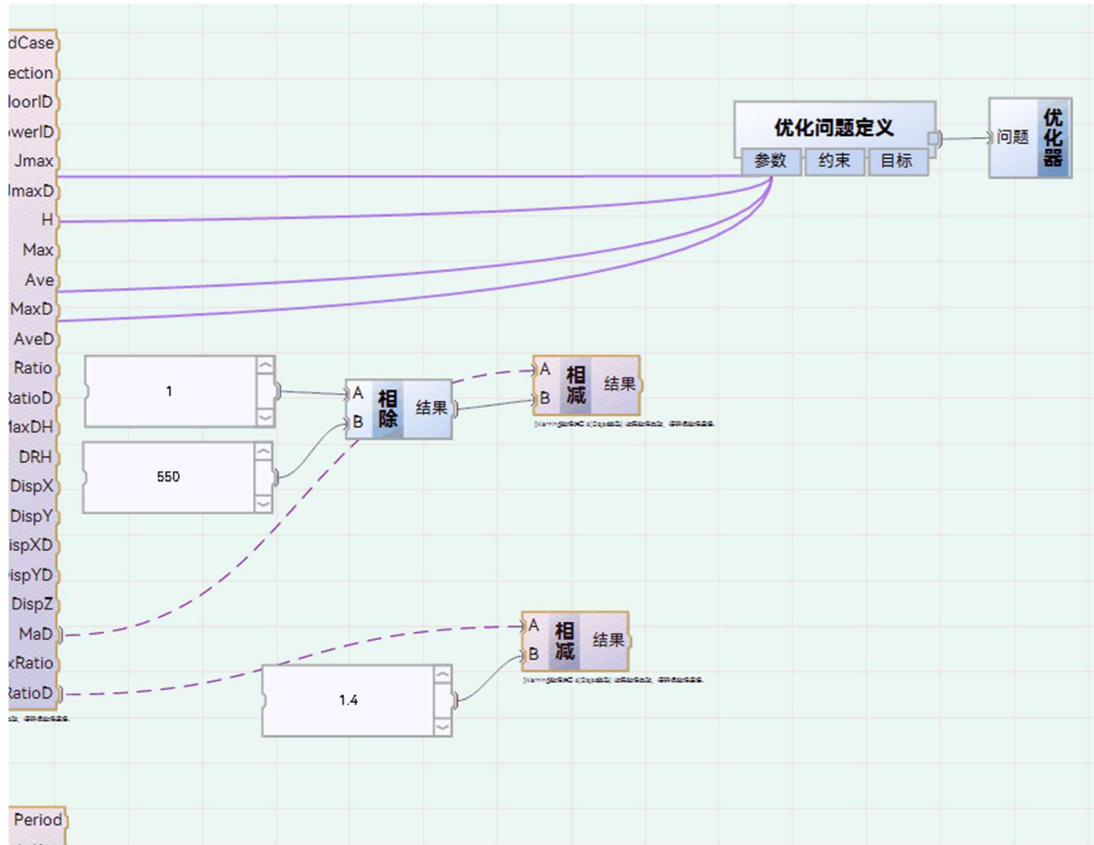 dCase
ection
loorID
owerID
Jmax
JmaxD
H
Max
Ave
MaxD
AveD
Ratio
RatioD
MaxDH
DRH
DispX
DispY
ispXD
ispYD
DispZ
MaD
xRatio
RatioD
Period
优化问题定义
参数 约束 目标
问题 优化器
1
550
A
B
相除
结果
A
B
相减
结果
1.4
A
B
相减
结果